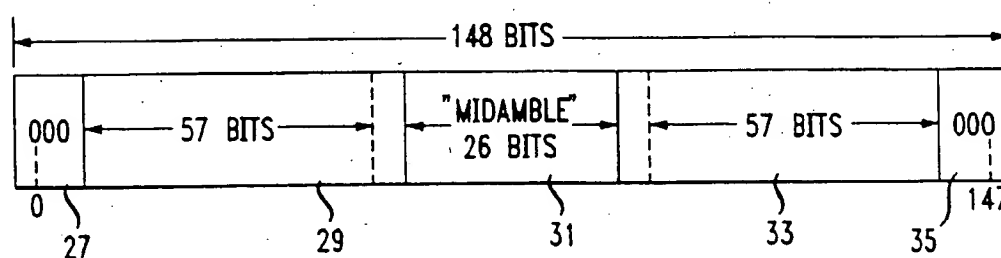 148 BITS
000 57 BITS "MIDAMBLE" 26 BITS 57 BITS 000
0 147
27 29 31 33 35